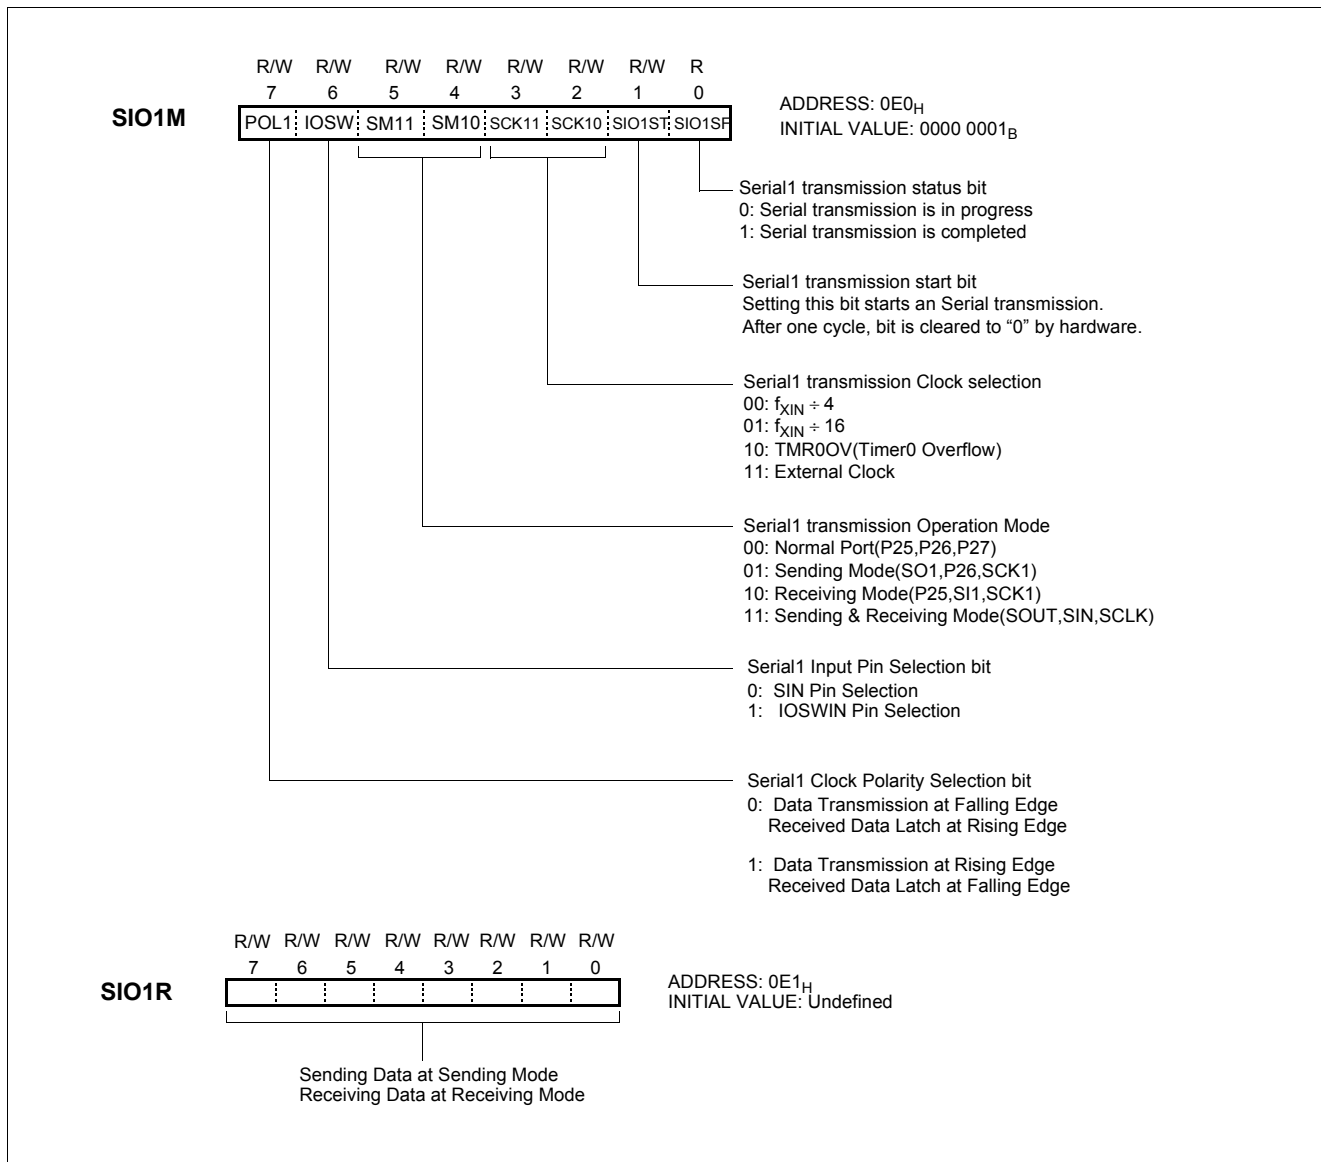 R/W R/W R/W R/W R/W R/W R/W R
7 6 5 4 3 2 1 0
SIO1M POL1 IOSW SM11 SM10 SCK11 SCK10 SIO1ST SIO1SF
ADDRESS: 0E0H
INITIAL VALUE: 0000 0001B
Serial1 transmission status bit
0: Serial transmission is in progress
1: Serial transmission is completed
Serial1 transmission start bit
Setting this bit starts an Serial transmission.
After one cycle, bit is cleared to “0” by hardware.
Serial1 transmission Clock selection
00: fXIN ÷ 4
01: fXIN ÷ 16
10: TMR0OV(Timer0 Overflow)
11: External Clock
Serial1 transmission Operation Mode
00: Normal Port(P25,P26,P27)
01: Sending Mode(SO1,P26,SCK1)
10: Receiving Mode(P25,SI1,SCK1)
11: Sending & Receiving Mode(SOUT,SIN,SCLK)
Serial1 Input Pin Selection bit
0: SIN Pin Selection
1: IOSWIN Pin Selection
Serial1 Clock Polarity Selection bit
0: Data Transmission at Falling Edge
Received Data Latch at Rising Edge
1: Data Transmission at Rising Edge
Received Data Latch at Falling Edge
R/W R/W R/W R/W R/W R/W R/W R/W
7 6 5 4 3 2 1 0
SIO1R
ADDRESS: 0E1H
INITIAL VALUE: Undefined
Sending Data at Sending Mode
Receiving Data at Receiving Mode